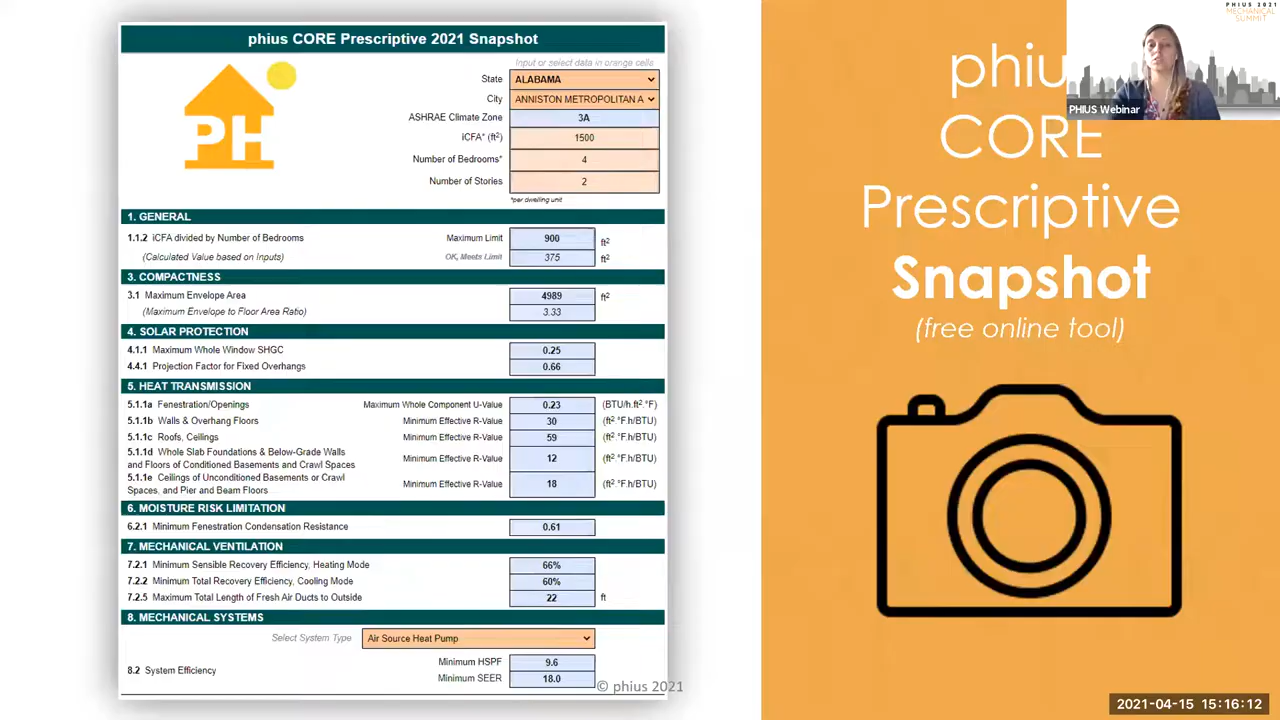 phius CORE Prescriptive 2021 Snapshot
Input or select data in orange cells
State ALABAMA
City ANNISTON METROPOLITAN A
ASHRAE Climate Zone 3A
iCFA* (ft²) 1500
Number of Bedrooms* 4
Number of Stories 2
*per dwelling unit
PH
1. GENERAL
1.1.2 iCFA divided by Number of Bedrooms Maximum Limit 900 ft²
(Calculated Value based on Inputs) OK, Meets Limit 375 ft²
3. COMPACTNESS
3.1 Maximum Envelope Area 4989 ft²
(Maximum Envelope to Floor Area Ratio) 3.33
4. SOLAR PROTECTION
4.1.1 Maximum Whole Window SHGC 0.25
4.4.1 Projection Factor for Fixed Overhangs 0.66
5. HEAT TRANSMISSION
5.1.1a Fenestration/Openings Maximum Whole Component U-Value 0.23 (BTU/h.ft².°F)
5.1.1b Walls & Overhang Floors Minimum Effective R-Value 30 (ft².°F.h/BTU)
5.1.1c Roofs, Ceilings Minimum Effective R-Value 59 (ft².°F.h/BTU)
5.1.1d Whole Slab Foundations & Below-Grade Walls
and Floors of Conditioned Basements and Crawl Spaces Minimum Effective R-Value 12 (ft².°F.h/BTU)
5.1.1e Ceilings of Unconditioned Basements or Crawl
Spaces, and Pier and Beam Floors Minimum Effective R-Value 18 (ft².°F.h/BTU)
6. MOISTURE RISK LIMITATION
6.2.1 Minimum Fenestration Condensation Resistance 0.61
7. MECHANICAL VENTILATION
7.2.1 Minimum Sensible Recovery Efficiency, Heating Mode 66%
7.2.2 Minimum Total Recovery Efficiency, Cooling Mode 60%
7.2.5 Maximum Total Length of Fresh Air Ducts to Outside 22 ft
8. MECHANICAL SYSTEMS
Select System Type Air Source Heat Pump
8.2 System Efficiency
Minimum HSPF 9.6
Minimum SEER 18.0
© phius 2021
phiu
CORE
Prescriptive
Snapshot
(free online tool)
PHIUS 2021
MECHANICAL
SUMMIT
PHIUS Webinar
2021-04-15 15:16:12